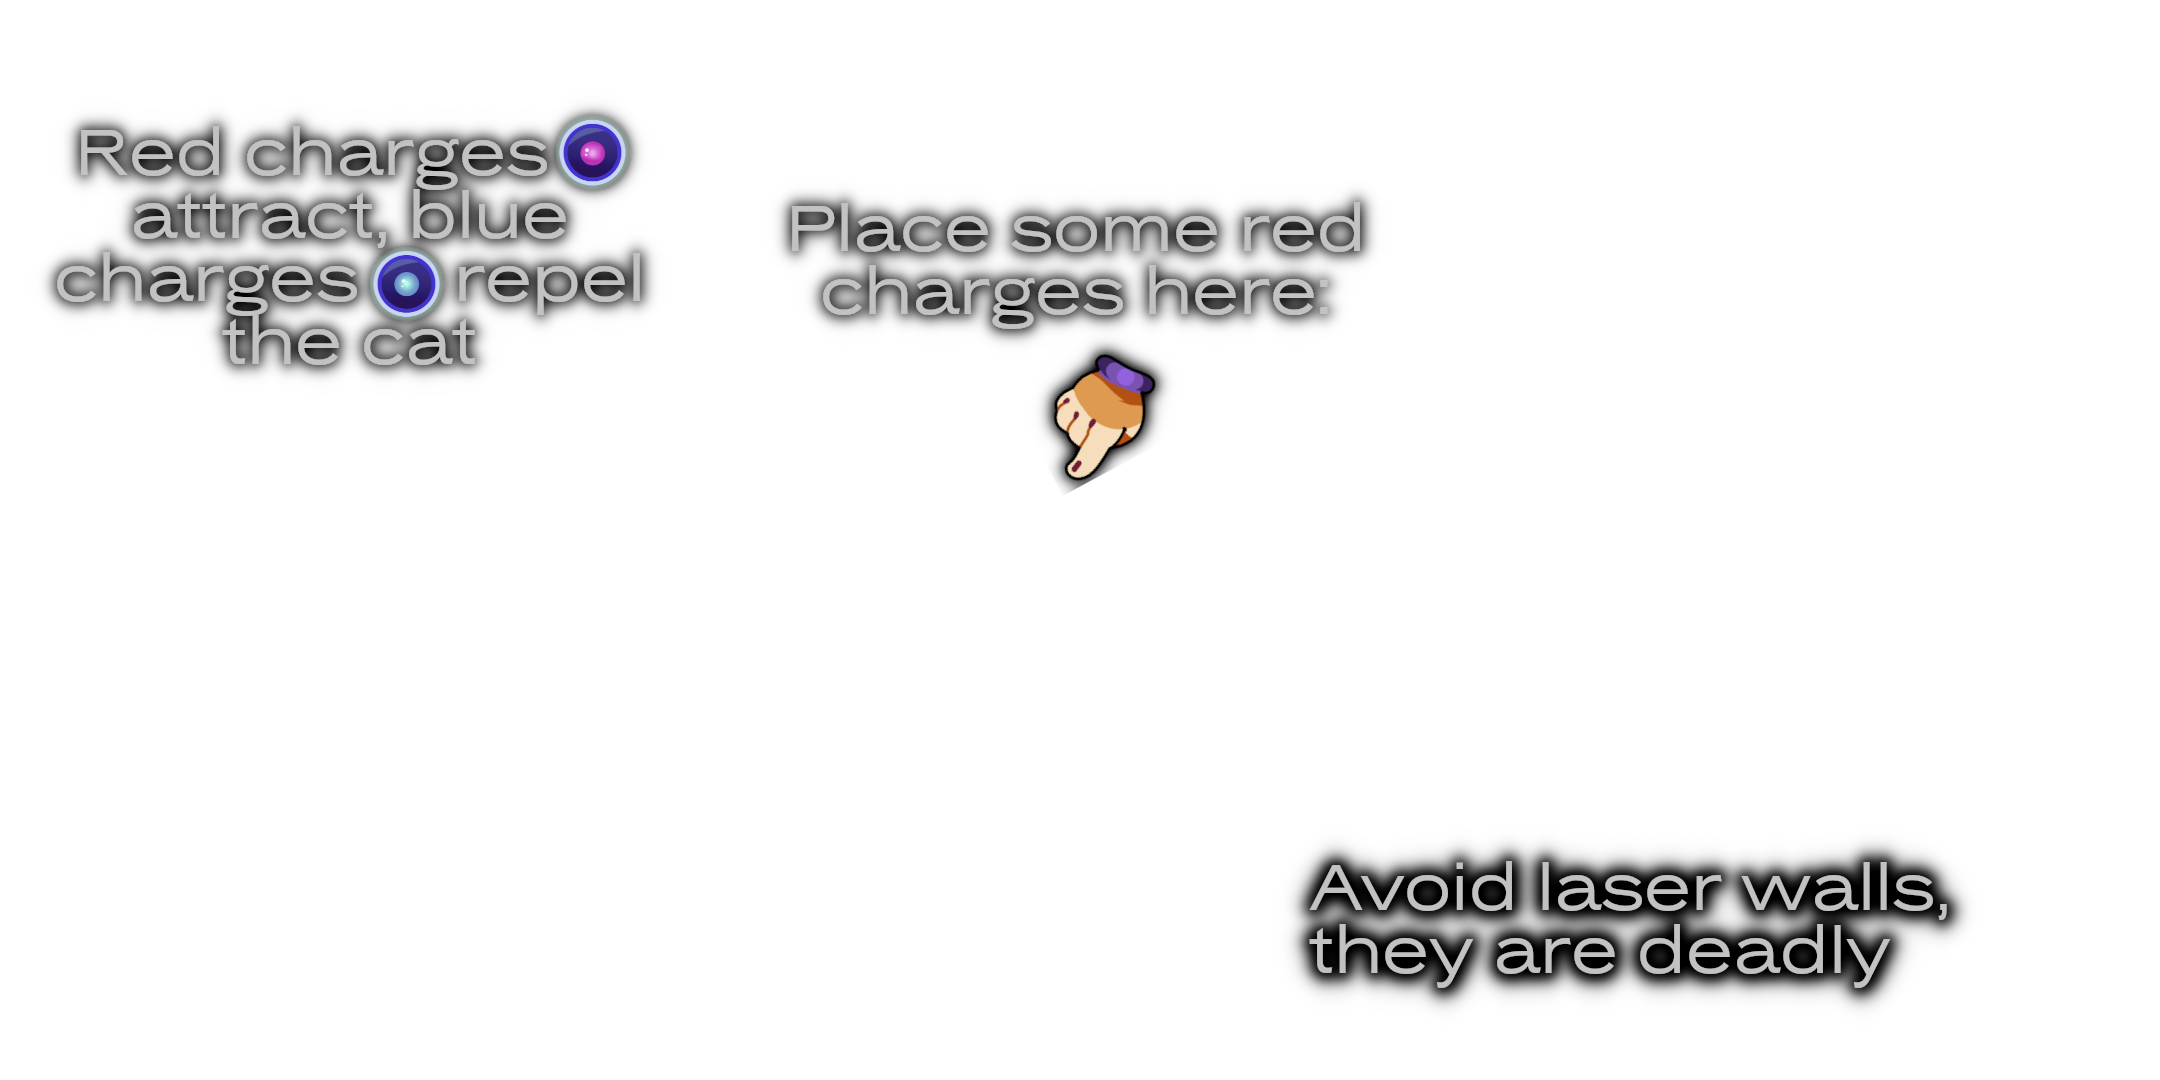 Red charges
attract, blue
charges repel
the cat
Place some red
charges here:
Avoid laser walls,
they are deadly